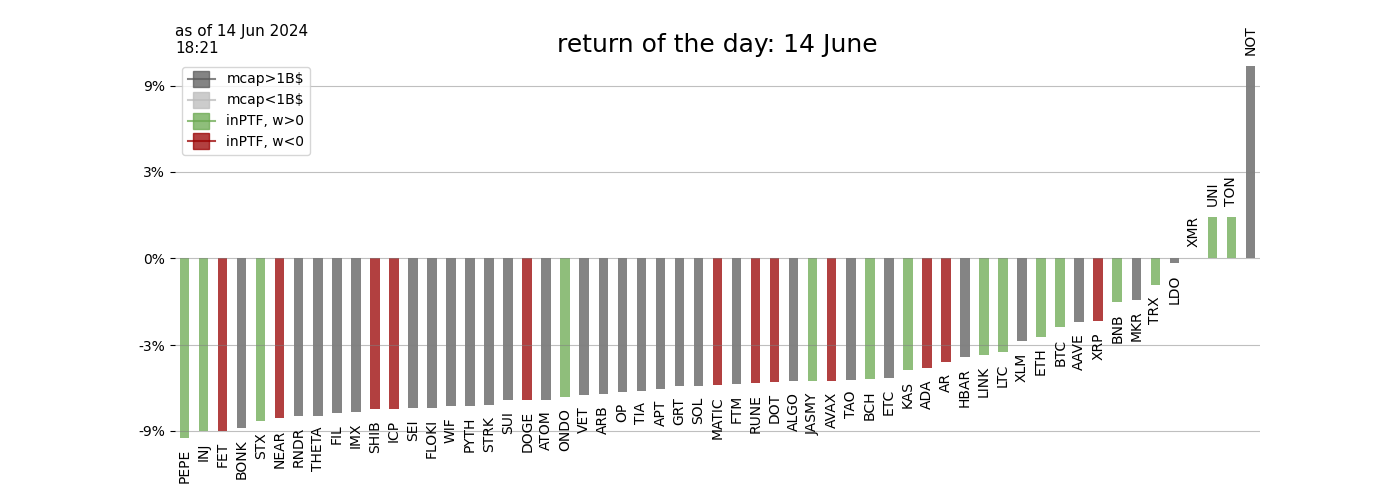 as of 14 Jun 2024
18:21
return of the day: 14 June
mcap>1B$
mcap<1B$
inPTF, w>0
inPTF, w<0
9%
3%
0%
-3%
-9%
PEPE
INJ
FET
BONK
STX
NEAR
RNDR
THETA
FIL
IMX
SHIB
ICP
SEI
FLOKI
WIF
PYTH
STRK
SUI
DOGE
ATOM
ONDO
VET
ARB
OP
TIA
APT
GRT
SOL
MATIC
FTM
RUNE
DOT
ALGO
JASMY
AVAX
TAO
BCH
ETC
KAS
ADA
AR
HBAR
LINK
LTC
XLM
ETH
BTC
AAVE
XRP
BNB
MKR
TRX
LDO
XMR
UNI
TON
NOT